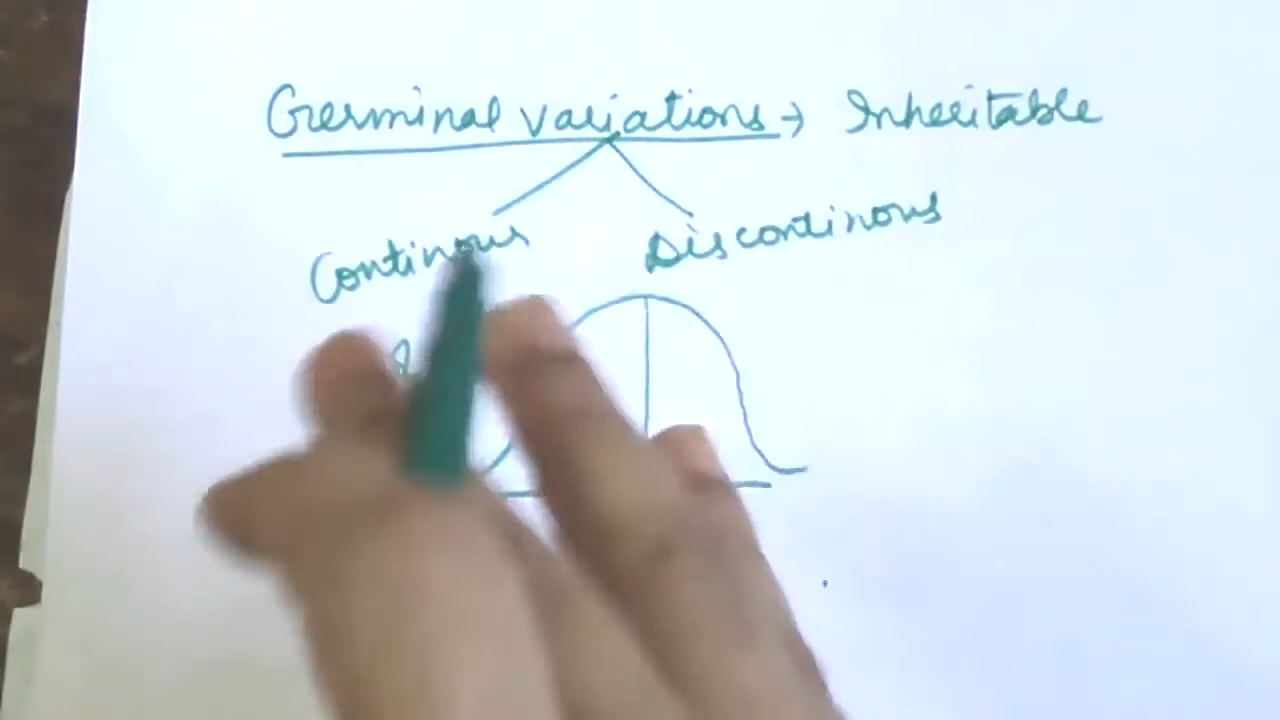 Germinal variations → Inheritable
Continous Discontinous